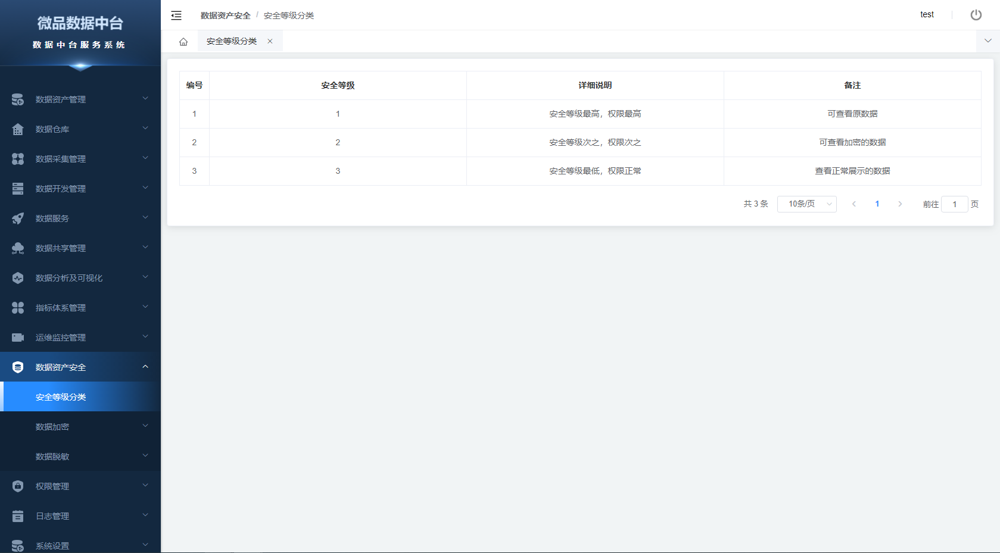 微品数据中台
数据中台服务系统
数据资产管理
数据仓库
数据采集管理
数据开发管理
数据服务
数据共享管理
数据分析及可视化
指标体系管理
运维监控管理
数据资产安全
安全等级分类
数据加密
数据脱敏
权限管理
日志管理
系统设置
数据资产安全 / 安全等级分类
test
安全等级分类
编号 安全等级 详细说明 备注
1 1 安全等级最高，权限最高 可查看原数据
2 2 安全等级次之，权限次之 可查看加密的数据
3 3 安全等级最低，权限正常 查看正常展示的数据
共 3 条 10条/页 1 前往 1 页